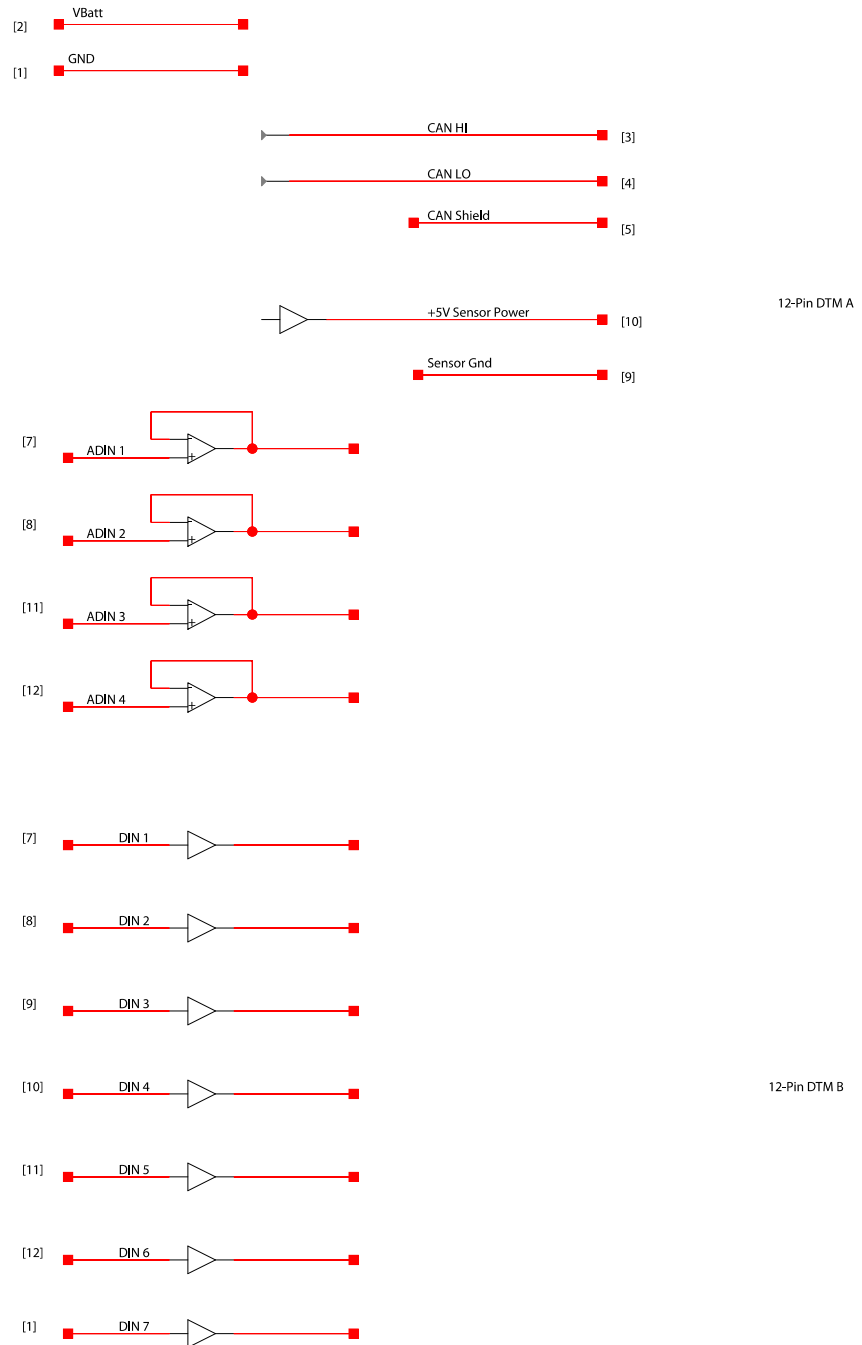 VBatt
[2]
GND
[1]
CAN HI
[3]
CAN LO
[4]
CAN Shield
[5]
12-Pin DTM A
+5V Sensor Power
[10]
Sensor Gnd
[9]
[7]
ADIN 1
[8]
ADIN 2
[11]
ADIN 3
[12]
ADIN 4
[7]
DIN 1
[8]
DIN 2
[9]
DIN 3
[10]
DIN 4
12-Pin DTM B
[11]
DIN 5
[12]
DIN 6
[1]
DIN 7